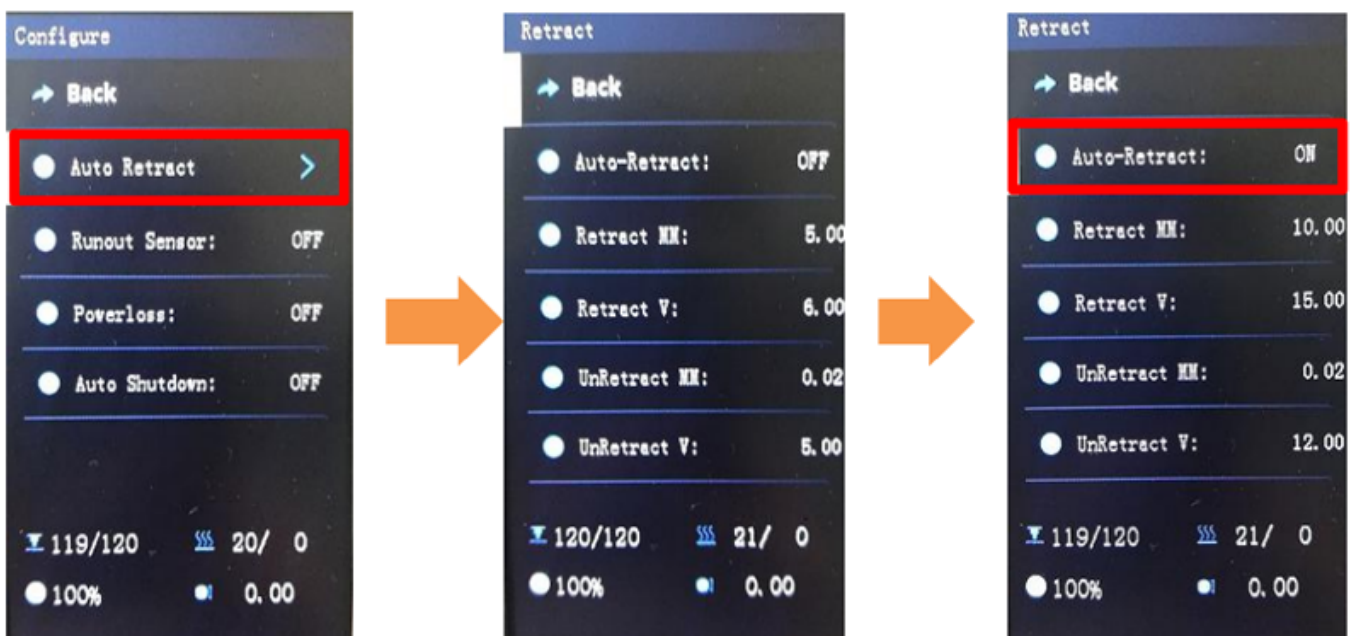 Configure
Back
Auto Retract >
Runout Sensor: OFF
Powerloss: OFF
Auto Shutdown: OFF
119/120 20/ 0
100% 0.00
Retract
Back
Auto-Retract: OFF
Retract MM: 5.00
Retract V: 6.00
UnRetract MM: 0.02
UnRetract V: 5.00
120/120 21/ 0
100% 0.00
Retract
Back
Auto-Retract: ON
Retract MM: 10.00
Retract V: 15.00
UnRetract MM: 0.02
UnRetract V: 12.00
119/120 21/ 0
100% 0.00